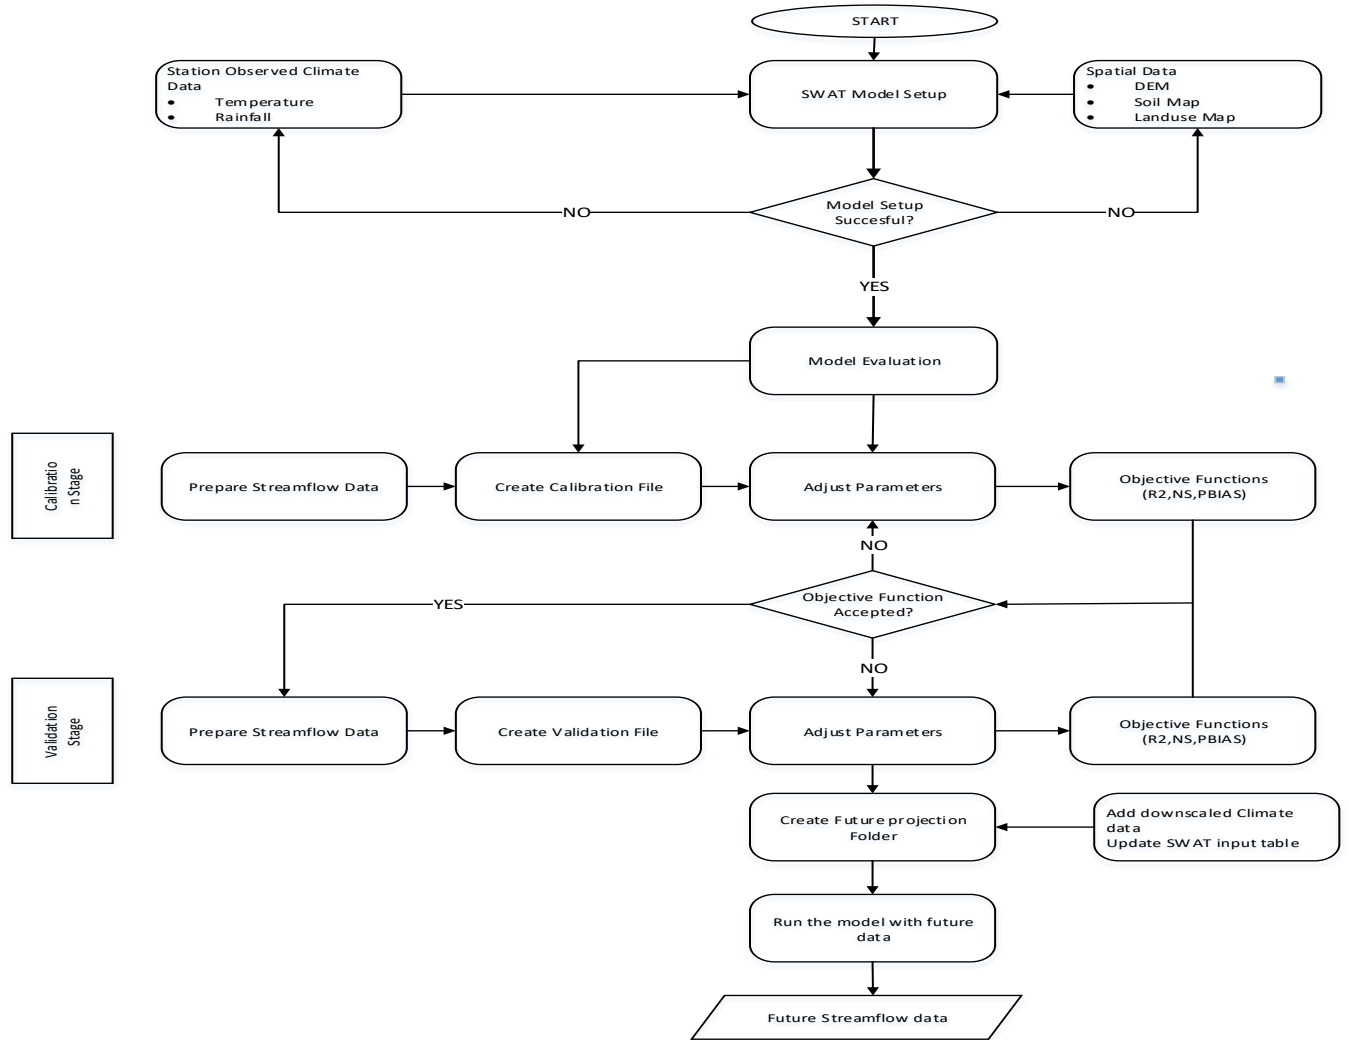 START
Station Observed Climate
Data
• Temperature
• Rainfall
SWAT Model Setup
Spatial Data
• DEM
• Soil Map
• Landuse Map
Model Setup
Succesful?
NO
NO
YES
Model Evaluation
Calibratio
n Stage
Prepare Streamflow Data
Create Calibration File
Adjust Parameters
Objective Functions
(R2,NS,PBIAS)
NO
Objective Function
Accepted?
YES
NO
Validation
Stage
Prepare Streamflow Data
Create Validation File
Adjust Parameters
Objective Functions
(R2,NS,PBIAS)
Create Future projection
Folder
Add downscaled Climate
data
Update SWAT input table
Run the model with future
data
Future Streamflow data